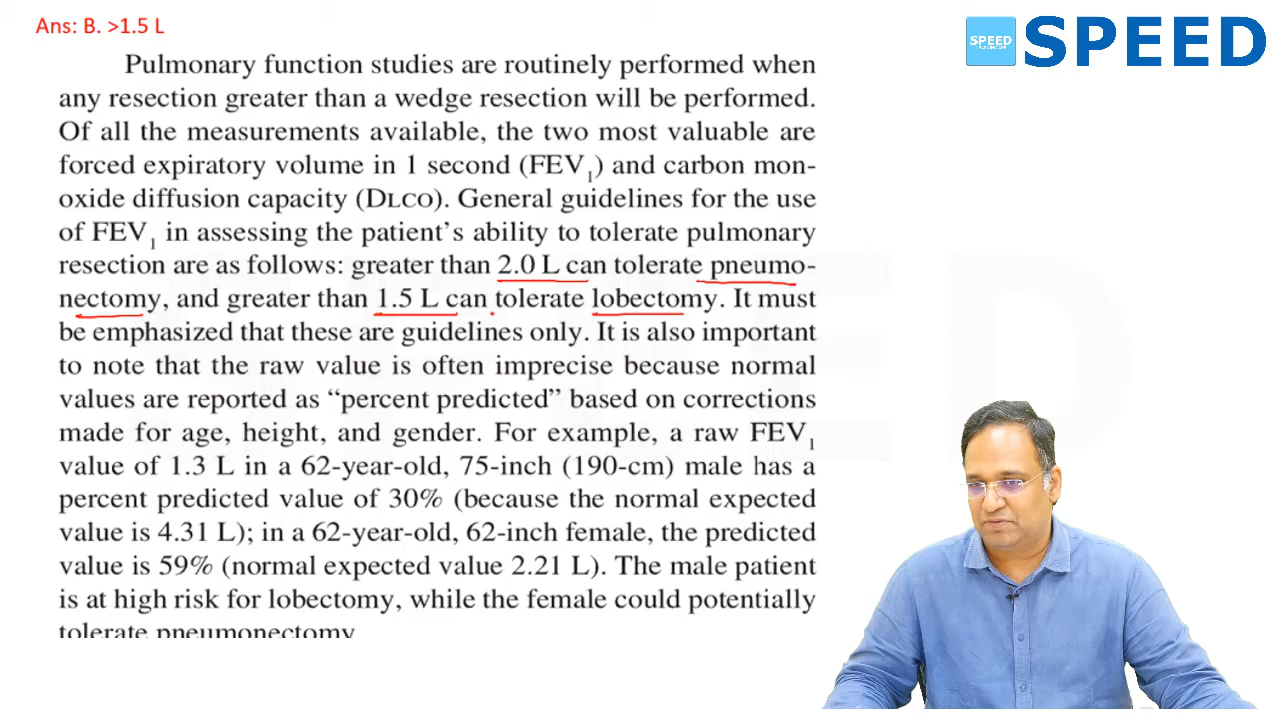 Ans: B. >1.5 L
SPEED
SPEED
Pulmonary function studies are routinely performed when
any resection greater than a wedge resection will be performed.
Of all the measurements available, the two most valuable are
forced expiratory volume in 1 second (FEV1) and carbon mon-
oxide diffusion capacity (DLCO). General guidelines for the use
of FEV1 in assessing the patient's ability to tolerate pulmonary
resection are as follows: greater than 2.0 L can tolerate pneumo-
nectomy, and greater than 1.5 L can tolerate lobectomy. It must
be emphasized that these are guidelines only. It is also important
to note that the raw value is often imprecise because normal
values are reported as “percent predicted” based on corrections
made for age, height, and gender. For example, a raw FEV1
value of 1.3 L in a 62-year-old, 75-inch (190-cm) male has a
percent predicted value of 30% (because the normal expected
value is 4.31 L); in a 62-year-old, 62-inch female, the predicted
value is 59% (normal expected value 2.21 L). The male patient
is at high risk for lobectomy, while the female could potentially
tolerate pneumonectomy